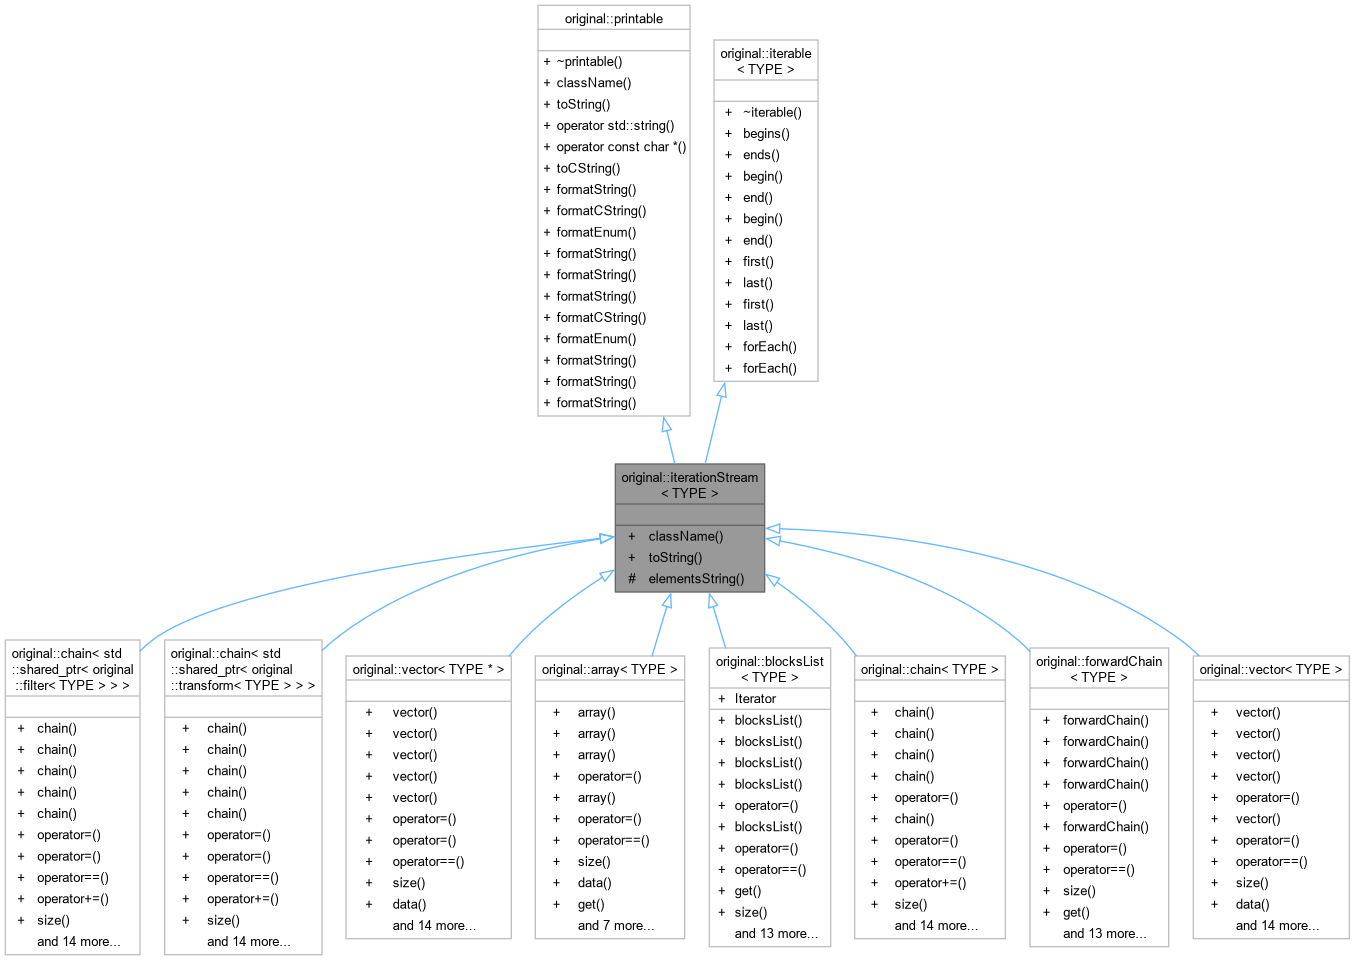 original::printable
+ ~printable()
+ className()
+ toString()
+ operator std::string()
+ operator const char *()
+ toCString()
+ formatString()
+ formatCString()
+ formatEnum()
+ formatString()
+ formatString()
+ formatString()
+ formatCString()
+ formatEnum()
+ formatString()
+ formatString()
+ formatString()
original::iterable
< TYPE >
+ ~iterable()
+ begins()
+ ends()
+ begin()
+ end()
+ begin()
+ end()
+ first()
+ last()
+ first()
+ last()
+ forEach()
+ forEach()
original::iterationStream
< TYPE >
+ className()
+ toString()
# elementsString()
original::chain< std
::shared_ptr< original
::filter< TYPE > > >
+ chain()
+ chain()
+ chain()
+ chain()
+ chain()
+ operator=()
+ operator=()
+ operator==()
+ operator+=()
+ size()
and 14 more...
original::chain< std
::shared_ptr< original
::transform< TYPE > > >
+ chain()
+ chain()
+ chain()
+ chain()
+ chain()
+ operator=()
+ operator=()
+ operator==()
+ operator+=()
+ size()
and 14 more...
original::vector< TYPE * >
+ vector()
+ vector()
+ vector()
+ vector()
+ vector()
+ operator=()
+ operator=()
+ operator==()
+ size()
+ data()
and 14 more...
original::array< TYPE >
+ array()
+ array()
+ array()
+ operator=()
+ array()
+ operator=()
+ operator==()
+ size()
+ data()
+ get()
and 7 more...
original::blocksList
< TYPE >
+ Iterator
+ blocksList()
+ blocksList()
+ blocksList()
+ blocksList()
+ operator=()
+ blocksList()
+ operator=()
+ operator==()
+ get()
+ size()
and 13 more...
original::chain< TYPE >
+ chain()
+ chain()
+ chain()
+ chain()
+ operator=()
+ chain()
+ operator=()
+ operator==()
+ operator+=()
+ size()
and 14 more...
original::forwardChain
< TYPE >
+ forwardChain()
+ forwardChain()
+ forwardChain()
+ forwardChain()
+ operator=()
+ forwardChain()
+ operator=()
+ operator==()
+ size()
+ get()
and 13 more...
original::vector< TYPE >
+ vector()
+ vector()
+ vector()
+ vector()
+ operator=()
+ vector()
+ operator=()
+ operator==()
+ size()
+ data()
and 14 more...